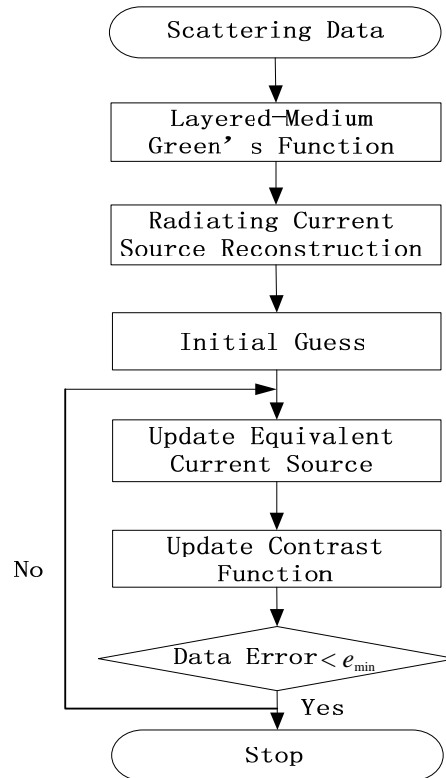 Scattering Data
Layered-Medium
Green's Function
Radiating Current
Source Reconstruction
Initial Guess
Update Equivalent
Current Source
Update Contrast
Function
No
Data Error < e_min
Yes
Stop